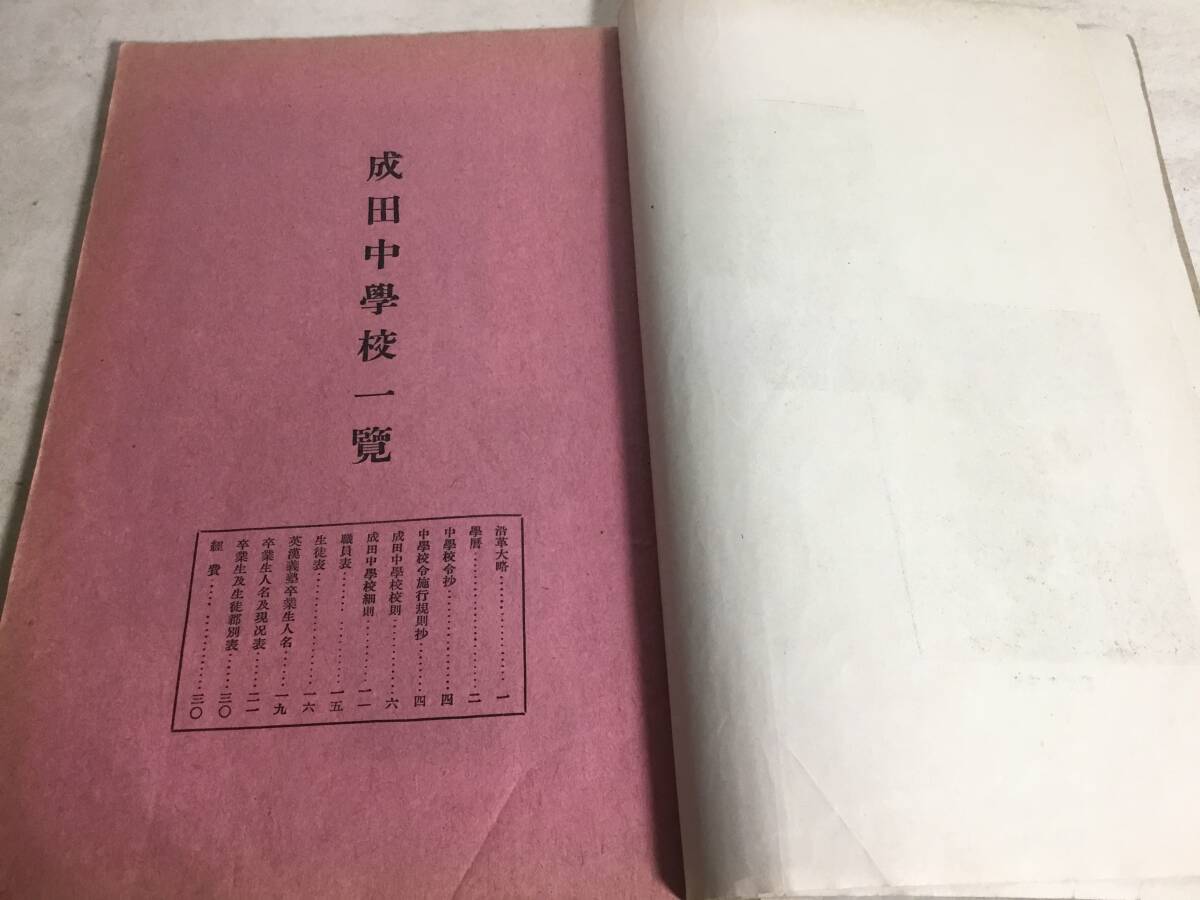 成田中學校一覽
沿革大略……………………一
學曆……………………二
中學校令抄………………四
中學校令施行規則抄………四
成田中學校校則……………六
成田中學校細則……………一一
職員表……………………一五
生徒表……………………一六
英漢義塾卒業生人名……一九
卒業生人名及現况表……二一
卒業生及生徒郡別表……三〇
經費……………………三〇